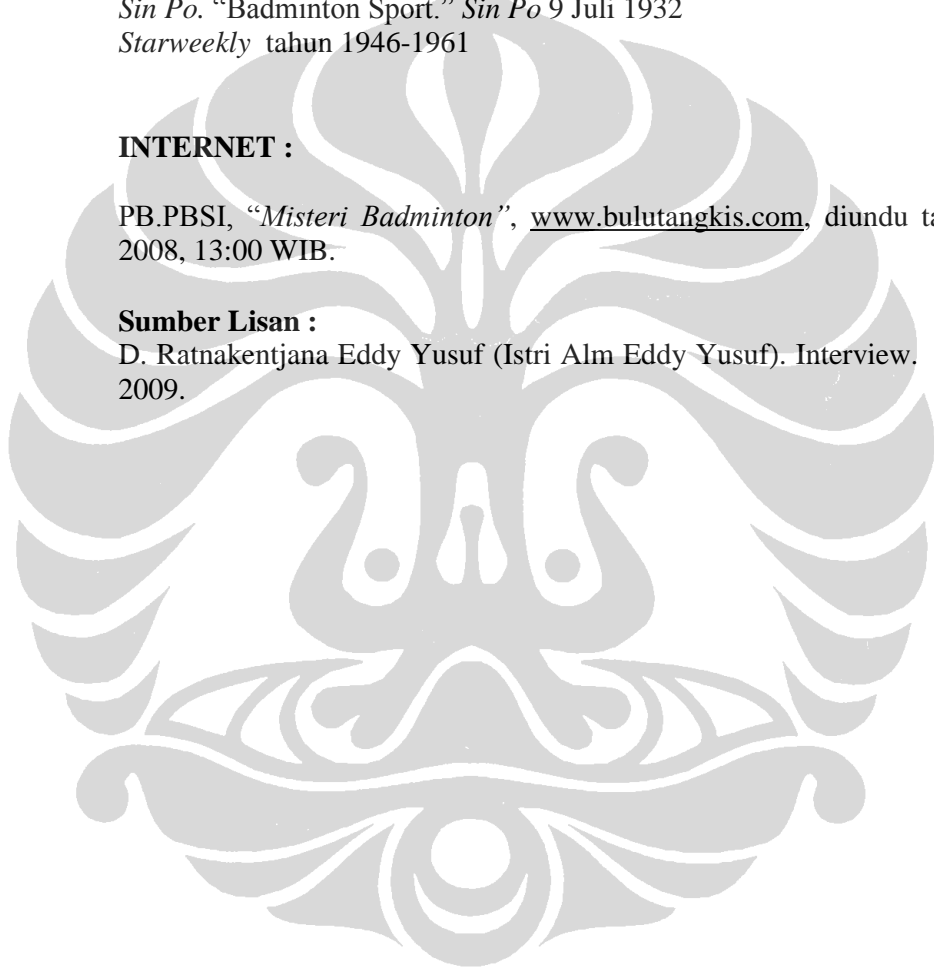 Sin Po. “Badminton Sport.” Sin Po 9 Juli 1932
Starweekly tahun 1946-1961
INTERNET :
PB.PBSI, “Misteri Badminton”, www.bulutangkis.com, diundu ta
2008, 13:00 WIB.
Sumber Lisan :
D. Ratnakentjana Eddy Yusuf (Istri Alm Eddy Yusuf). Interview.
2009.